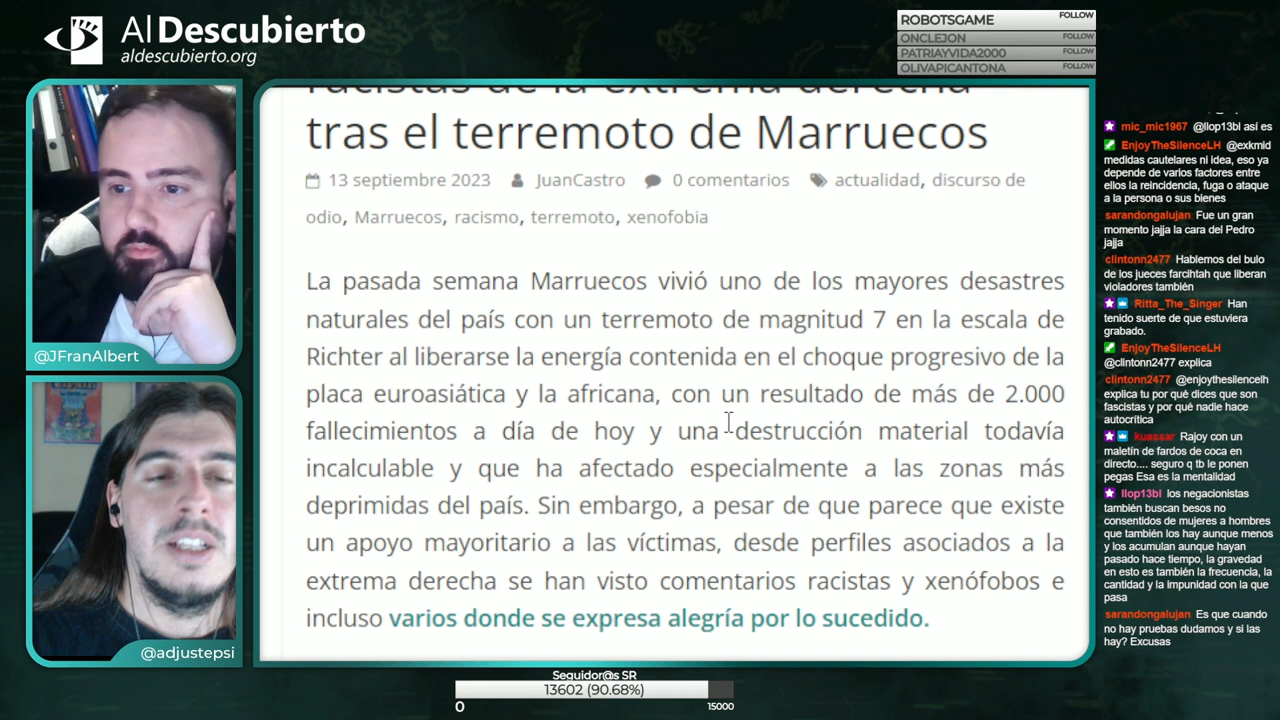 Al Descubierto
aldescubierto.org
ROBOTSGAME FOLLOW
ONCLEJON FOLLOW
PATRIAYVIDA2000 FOLLOW
OLIVAPICANTONA FOLLOW
@JFranAlbert
@adjustepsi
racistas de la extrema derecha
tras el terremoto de Marruecos
13 septiembre 2023 JuanCastro 0 comentarios actualidad, discurso de
odio, Marruecos, racismo, terremoto, xenofobia
La pasada semana Marruecos vivió uno de los mayores desastres
naturales del país con un terremoto de magnitud 7 en la escala de
Richter al liberarse la energía contenida en el choque progresivo de la
placa euroasiática y la africana, con un resultado de más de 2.000
fallecimientos a día de hoy y una destrucción material todavía
incalculable y que ha afectado especialmente a las zonas más
deprimidas del país. Sin embargo, a pesar de que parece que existe
un apoyo mayoritario a las víctimas, desde perfiles asociados a la
extrema derecha se han visto comentarios racistas y xenófobos e
incluso varios donde se expresa alegría por lo sucedido.
mic_mic1967 @llop13bl así es
EnjoyTheSilenceLH @exkmid
medidas cautelares ni idea, eso ya
depende de varios factores entre
ellos la reincidencia, fuga o ataque
a la persona o sus bienes
sarandongalujan Fue un gran
momento jajja la cara del Pedro
jajja
clintonn2477 Hablemos del bulo
de los jueces farcihtah que liberan
violadores también
Ritta_The_Singer Han
tenido suerte de que estuviera
grabado.
EnjoyTheSilenceLH
@clintonn2477 explica
clintonn2477 @enjoythesilencelh
explica tu por qué dices que son
fascistas y por qué nadie hace
autocrítica
kuassar Rajoy con un
maletín de fardos de coca en
directo.... seguro q tb le ponen
pegas Esa es la mentalidad
llop13bl los negacionistas
también buscan besos no
consentidos de mujeres a hombres
que también los hay aunque menos
y los acumulan aunque hayan
pasado hace tiempo, la gravedad
en esto es también la frecuencia, la
cantidad y la impunidad con la que
pasa
sarandongalujan Es que cuando
no hay pruebas dudamos y si las
hay? Excusas
Seguidor@s SR
13602 (90.68%)
0 15000